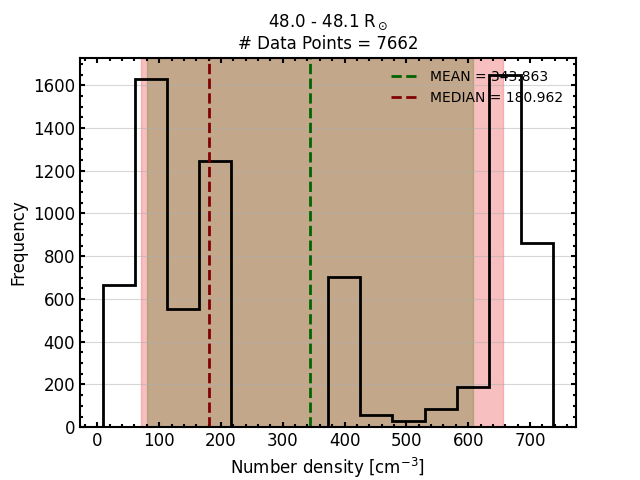 48.0 - 48.1 R⊙
# Data Points = 7662
MEAN = 343.863
MEDIAN = 180.962
Frequency
1600
1400
1200
1000
800
600
400
200
0
0 100 200 300 400 500 600 700
Number density [cm⁻³]